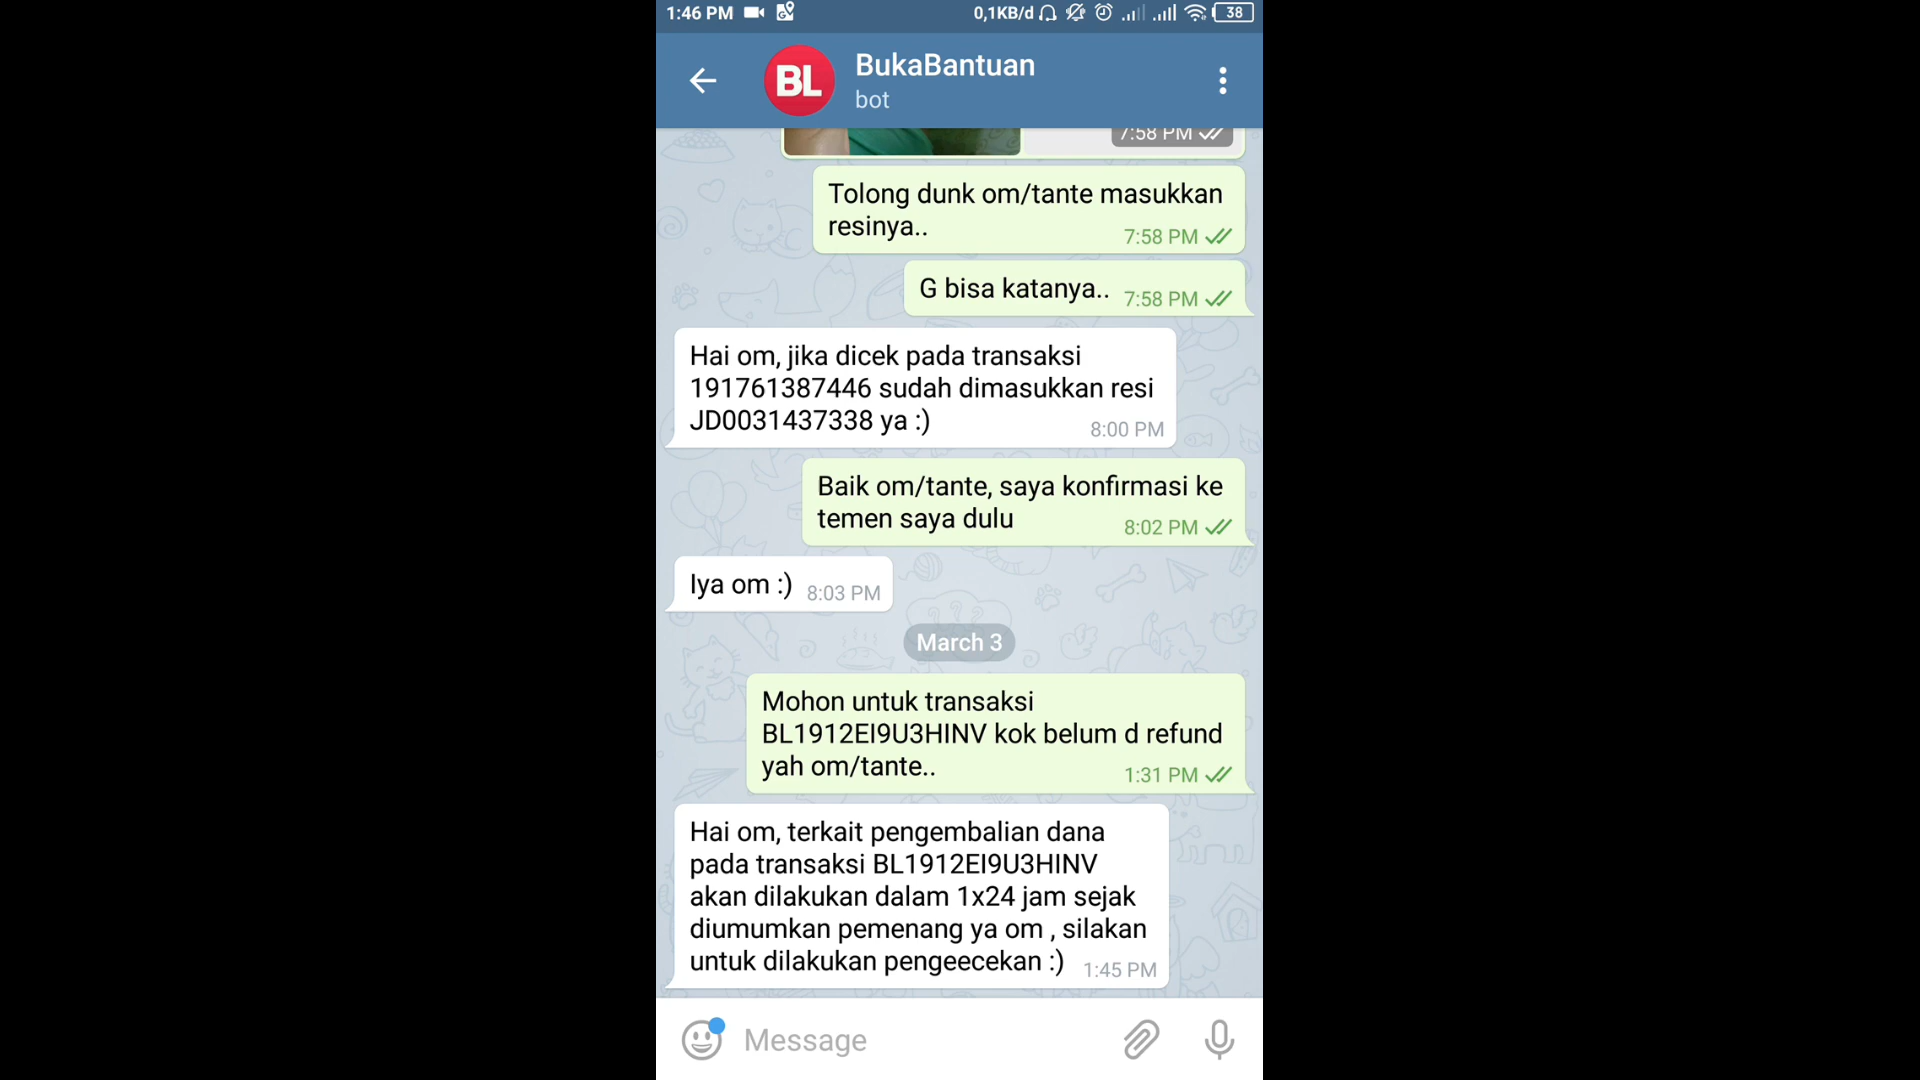 1:46 PM 0,1KB/d 38
BL BukaBantuan
bot
7:58 PM
Tolong dunk om/tante masukkan
resinya.. 7:58 PM
G bisa katanya.. 7:58 PM
Hai om, jika dicek pada transaksi
191761387446 sudah dimasukkan resi
JD0031437338 ya :) 8:00 PM
Baik om/tante, saya konfirmasi ke
temen saya dulu 8:02 PM
Iya om :) 8:03 PM
March 3
Mohon untuk transaksi
BL1912EI9U3HINV kok belum d refund
yah om/tante.. 1:31 PM
Hai om, terkait pengembalian dana
pada transaksi BL1912EI9U3HINV
akan dilakukan dalam 1x24 jam sejak
diumumkan pemenang ya om , silakan
untuk dilakukan pengeecekan :) 1:45 PM
Message